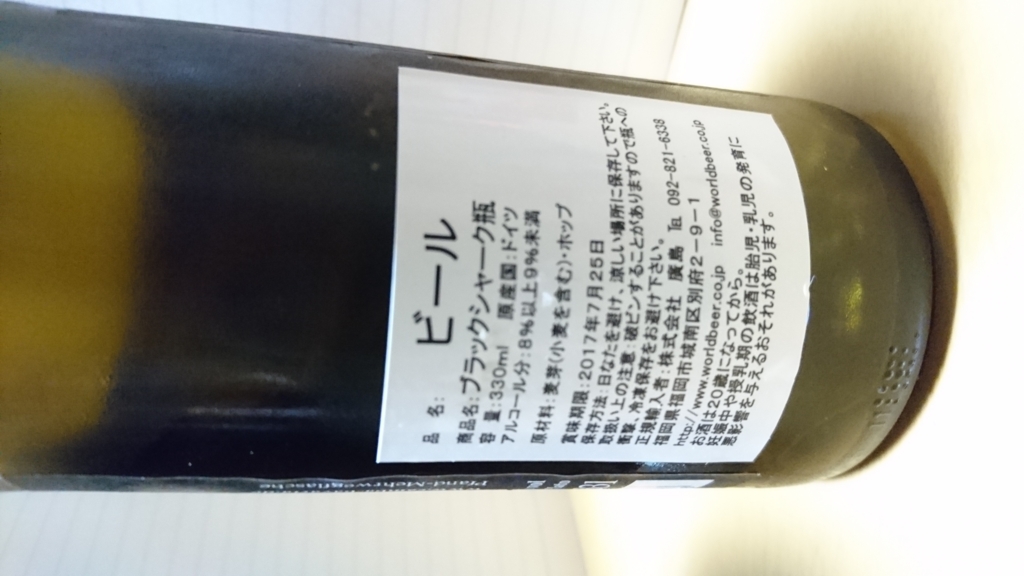 品　名: ビール
商品名:ブラックシャーク瓶
容 量:330ml　原産国:ドイツ
アルコール分:8%以上9%未満
原材料:麦芽(小麦を含む)・ホップ
賞味期限:2017年7月25日
保存方法:日なたを避け、涼しい場所に保存して下さい。
取扱い上の注意:破ビンすることがありますので瓶への
衝撃、冷凍保存をお避け下さい。
正規輸入者:株式会社　廣島　℡ 092-821-6338
福岡県福岡市城南区別府2-9-1
http://www.worldbeer.co.jp　info@worldbeer.co.jp
お酒は20歳になってから。
妊娠中や授乳期の飲酒は胎児・乳児の発育に
悪影響を与えるおそれがあります。
Pfand-Mehrwegflasche